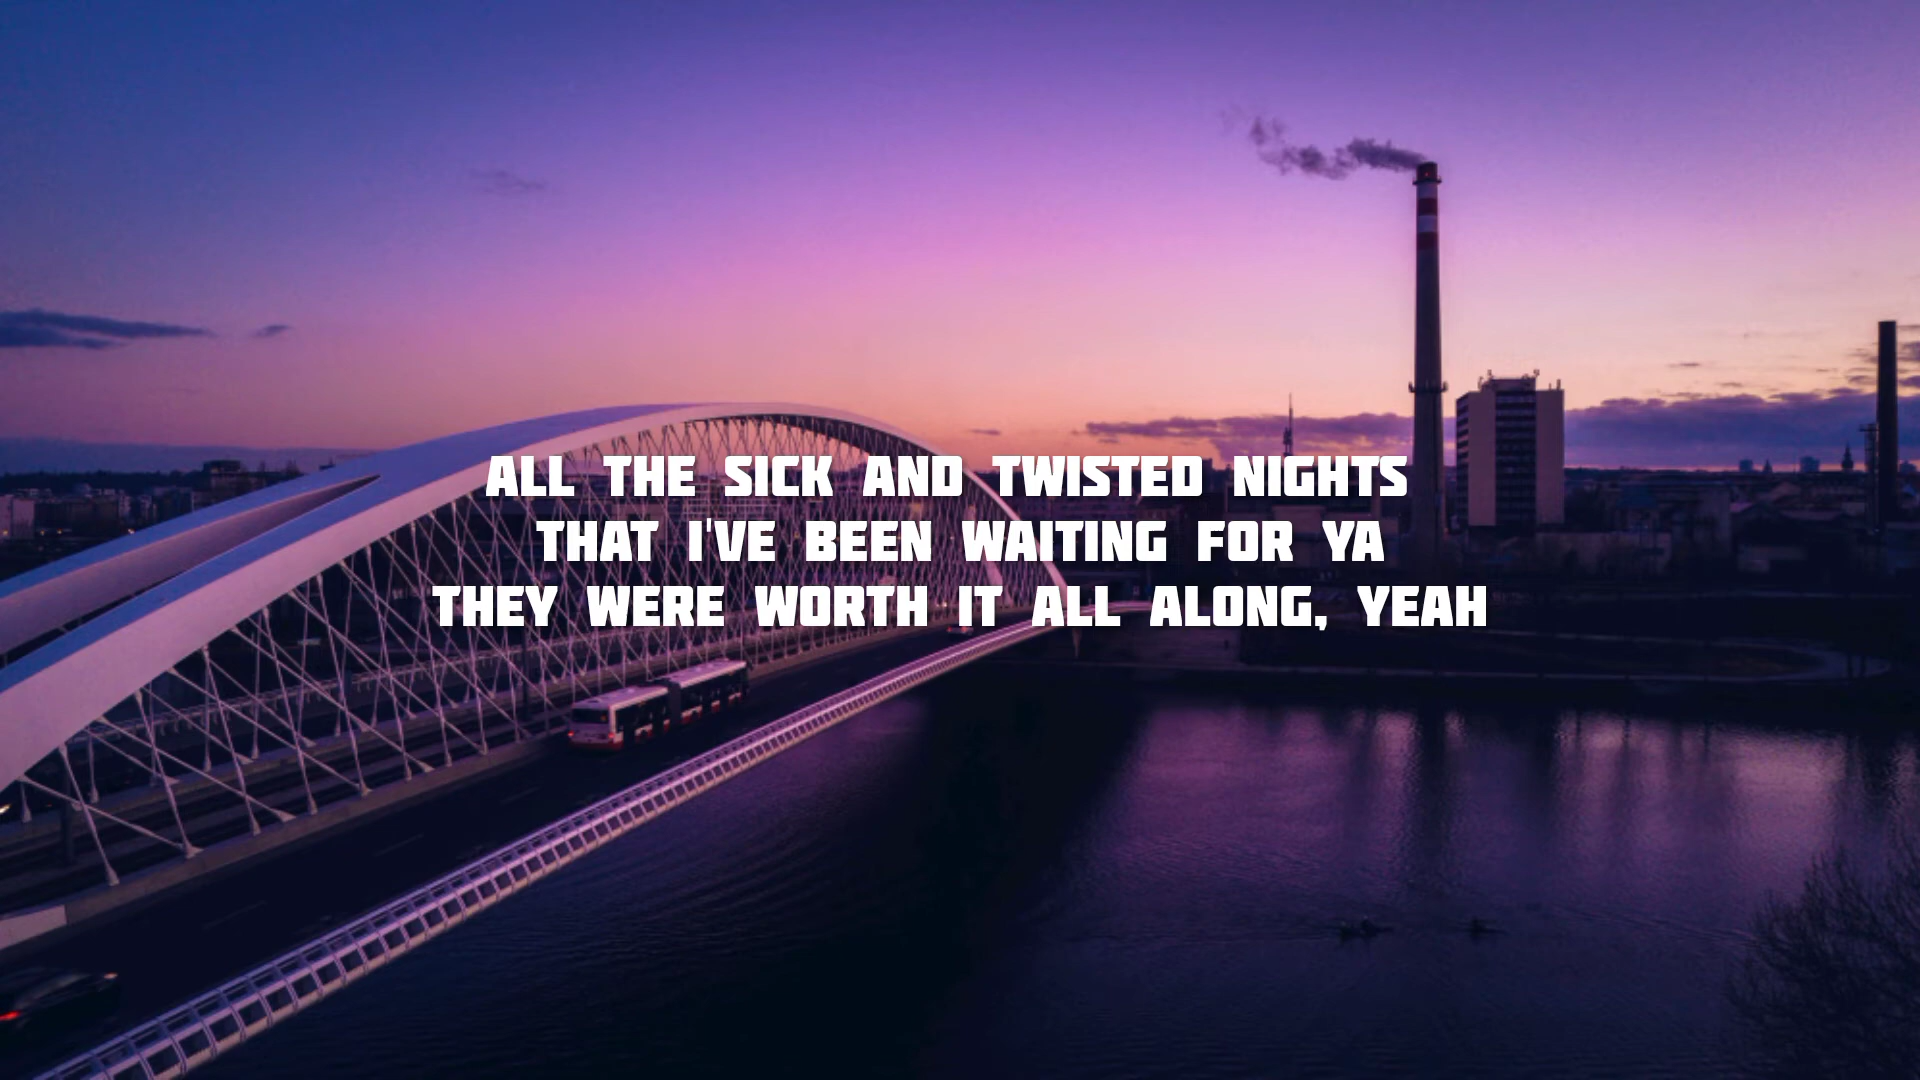 ALL THE SICK AND TWISTED NIGHTS
THAT I'VE BEEN WAITING FOR YA
THEY WERE WORTH IT ALL ALONG, YEAH